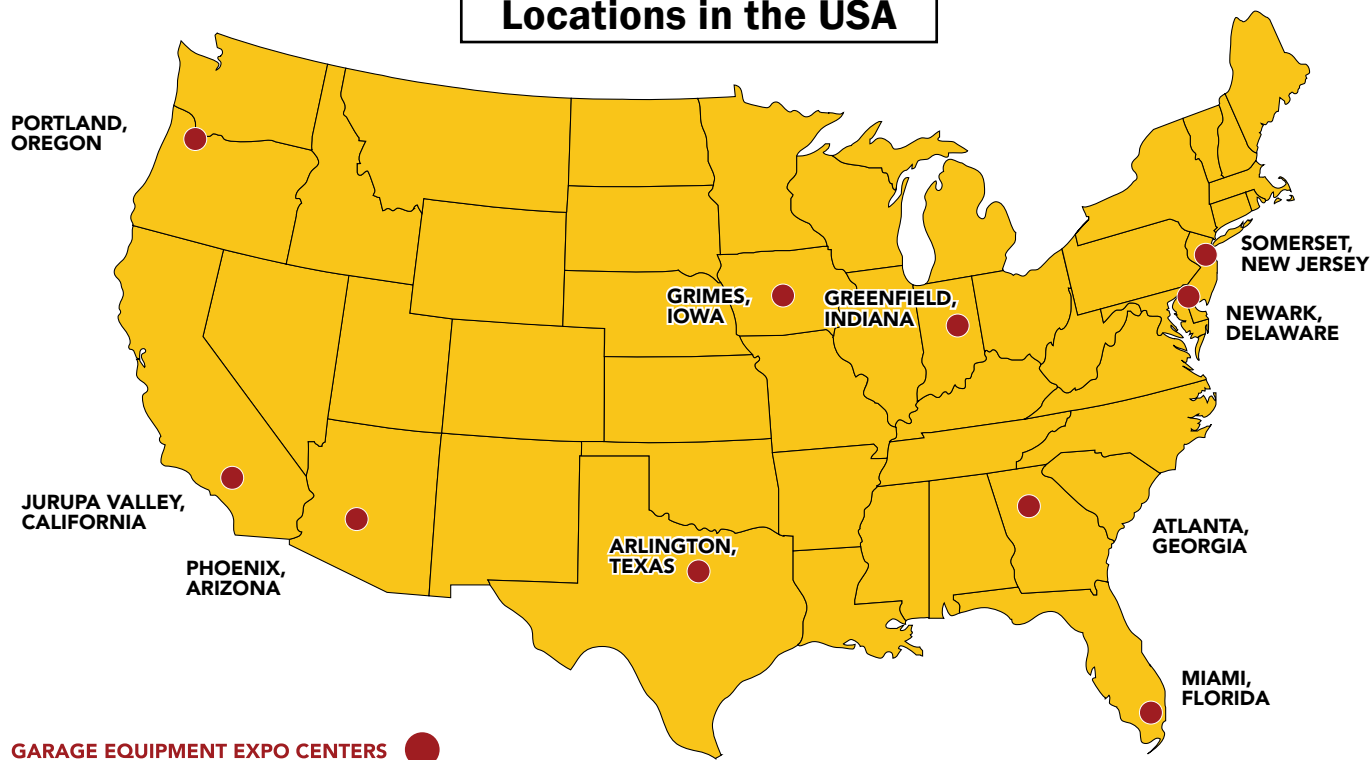 Locations in the USA
PORTLAND,
OREGON
SOMERSET,
NEW JERSEY
GRIMES,
IOWA
GREENFIELD,
INDIANA
NEWARK,
DELAWARE
JURUPA VALLEY,
CALIFORNIA
PHOENIX,
ARIZONA
ARLINGTON,
TEXAS
ATLANTA,
GEORGIA
MIAMI,
FLORIDA
GARAGE EQUIPMENT EXPO CENTERS